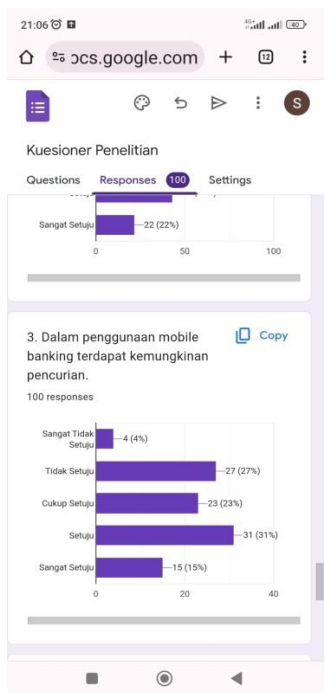 21:06
4G+
40
ocs.google.com
12
S
Kuesioner Penelitian
Questions Responses 100 Settings
Sangat Setuju 22 (22%)
0 50 100
3. Dalam penggunaan mobile
banking terdapat kemungkinan
pencurian.
Copy
100 responses
Sangat Tidak
Setuju
4 (4%)
Tidak Setuju 27 (27%)
Cukup Setuju 23 (23%)
Setuju 31 (31%)
Sangat Setuju 15 (15%)
0 20 40